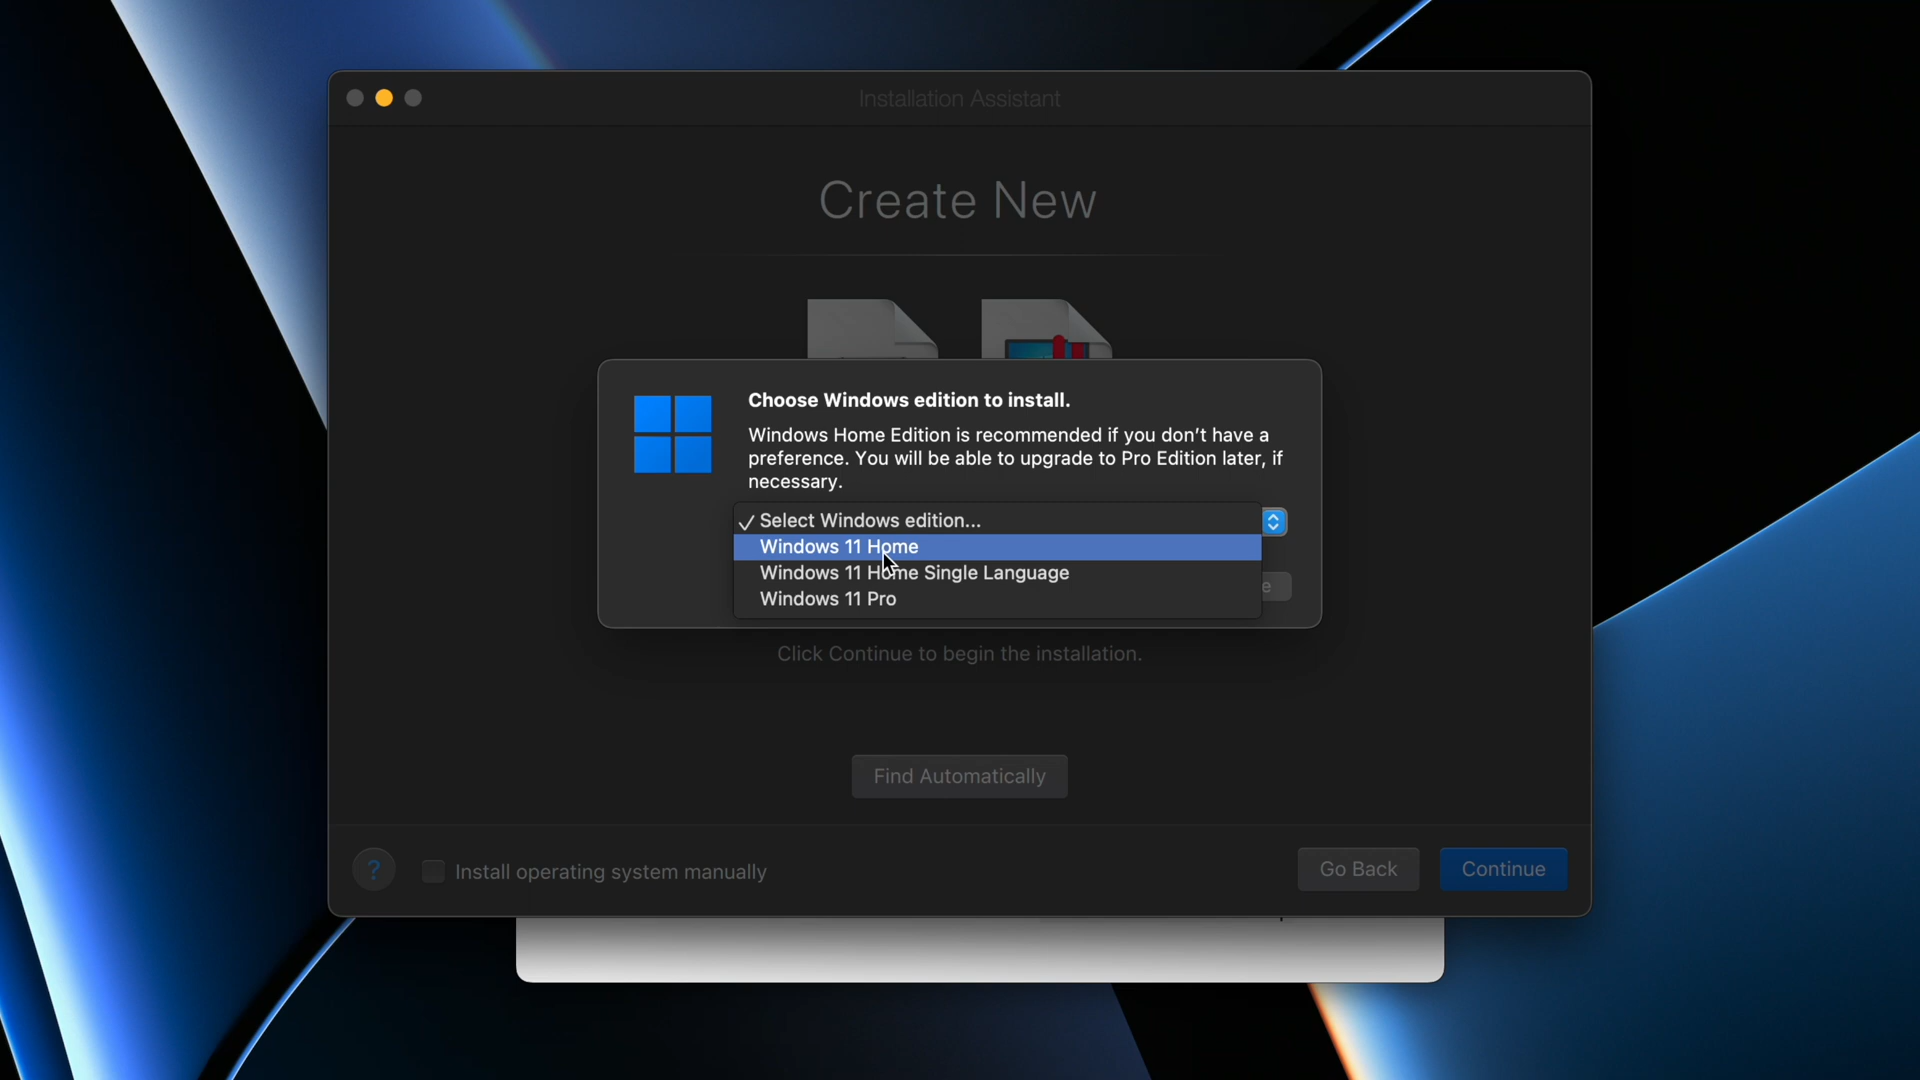 Installation Assistant
Create New
Choose Windows edition to install.
Windows Home Edition is recommended if you don't have a
preference. You will be able to upgrade to Pro Edition later, if
necessary.
✓ Select Windows edition...
Windows 11 Home
Windows 11 Home Single Language
Windows 11 Pro
Click Continue to begin the installation.
Find Automatically
?
Install operating system manually
Go Back
Continue